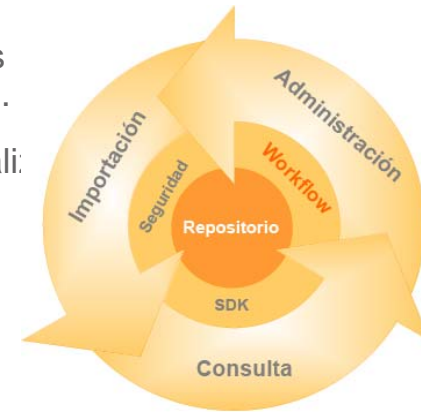 s
.
Administración
Importación
Seguridad
Workflow
Repositorio
SDK
Consulta